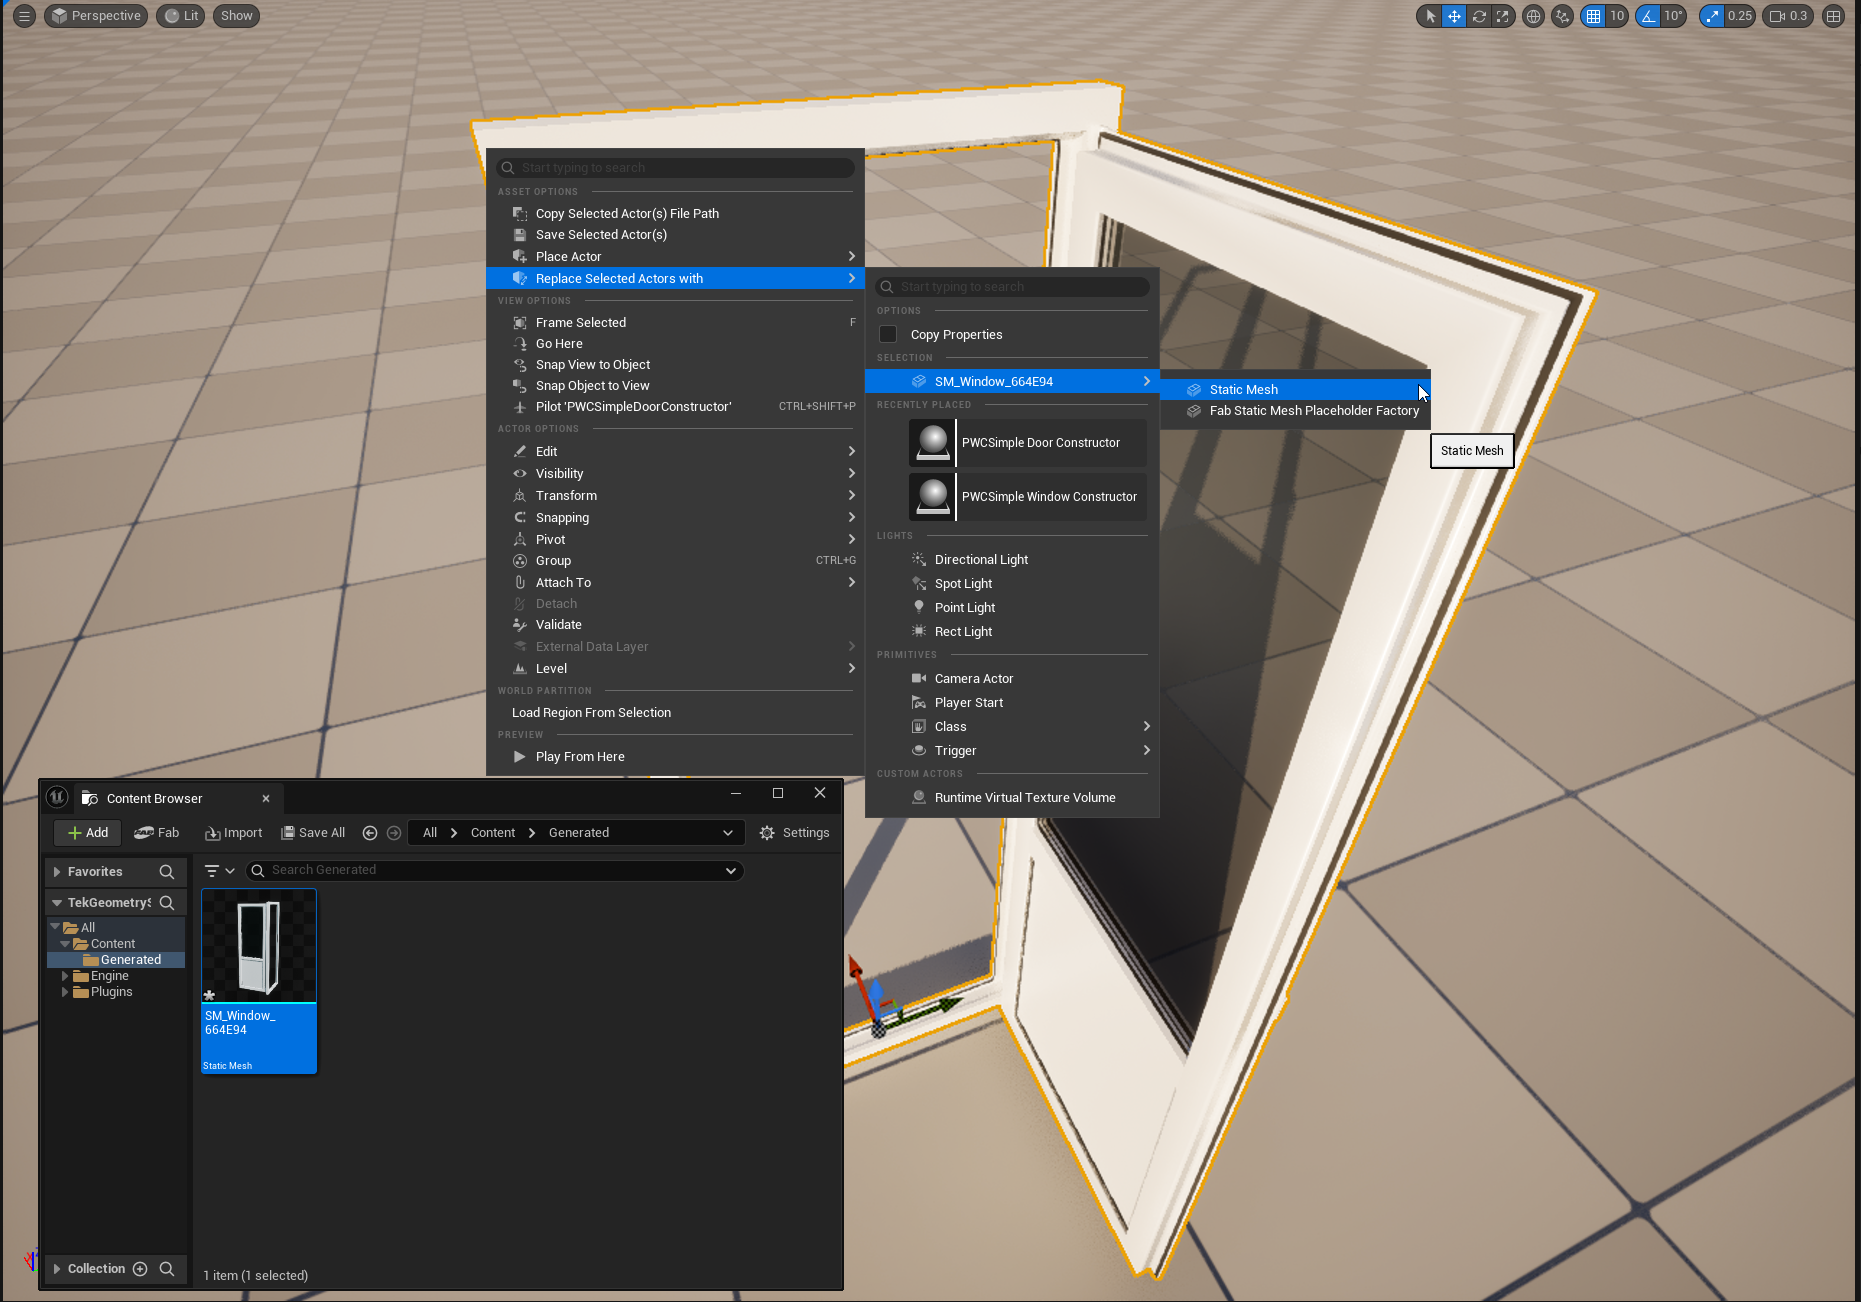 Perspective
Lit
Show
10
10°
0.25
0.3
Start typing to search
ASSET OPTIONS
Copy Selected Actor(s) File Path
Save Selected Actor(s)
Place Actor
Replace Selected Actors with
VIEW OPTIONS
Frame Selected F
Go Here
Snap View to Object
Snap Object to View
Pilot 'PWCSimpleDoorConstructor' CTRL+SHIFT+P
ACTOR OPTIONS
Edit
Visibility
Transform
Snapping
Pivot
Group CTRL+G
Attach To
Detach
Validate
External Data Layer
Level
WORLD PARTITION
Load Region From Selection
PREVIEW
Play From Here
Start typing to search
OPTIONS
Copy Properties
SELECTION
SM_Window_664E94
RECENTLY PLACED
PWCSimple Door Constructor
PWCSimple Window Constructor
LIGHTS
Directional Light
Spot Light
Point Light
Rect Light
PRIMITIVES
Camera Actor
Player Start
Class
Trigger
CUSTOM ACTORS
Runtime Virtual Texture Volume
Static Mesh
Fab Static Mesh Placeholder Factory
Static Mesh
Content Browser
Add
Fab
Import
Save All
All
Content
Generated
Settings
Favorites
Search Generated
TekGeometryS
All
Content
Generated
Engine
Plugins
SM_Window_
664E94
Static Mesh
Collection
1 item (1 selected)